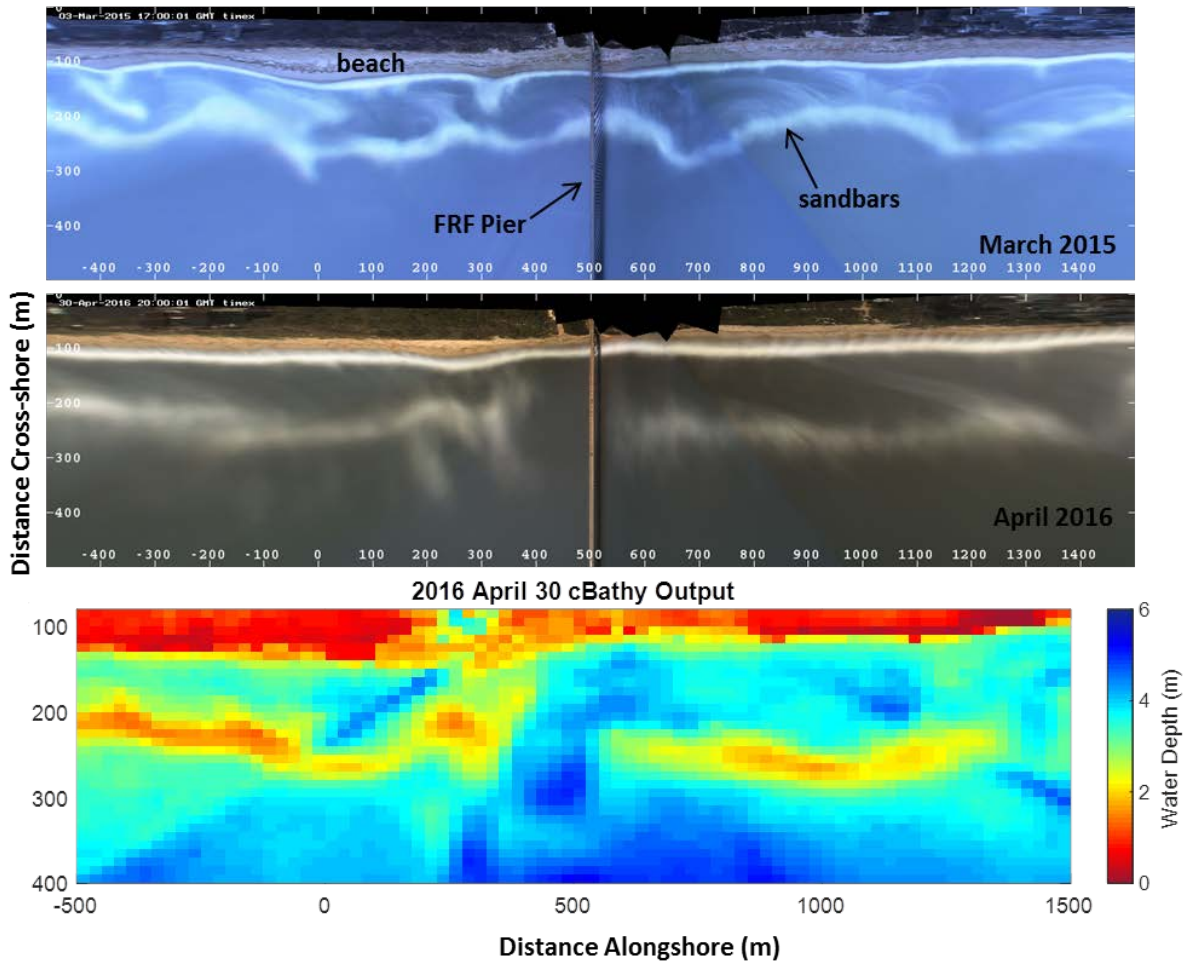 03-Mar-2015 17:00:01 GMT timex
beach
-100
-200
-300
-400
FRF Pier
sandbars
March 2015
-400 -300 -200 -100 0 100 200 300 400 500 600 700 800 900 1000 1100 1200 1300 1400
Distance Cross-shore (m)
30-Apr-2016 20:00:01 GMT timex
-100
-200
-300
-400
April 2016
-400 -300 -200 -100 0 100 200 300 400 500 600 700 800 900 1000 1100 1200 1300 1400
2016 April 30 cBathy Output
100
200
300
400
-500 0 500 1000 1500
Distance Alongshore (m)
6
4
2
0
Water Depth (m)